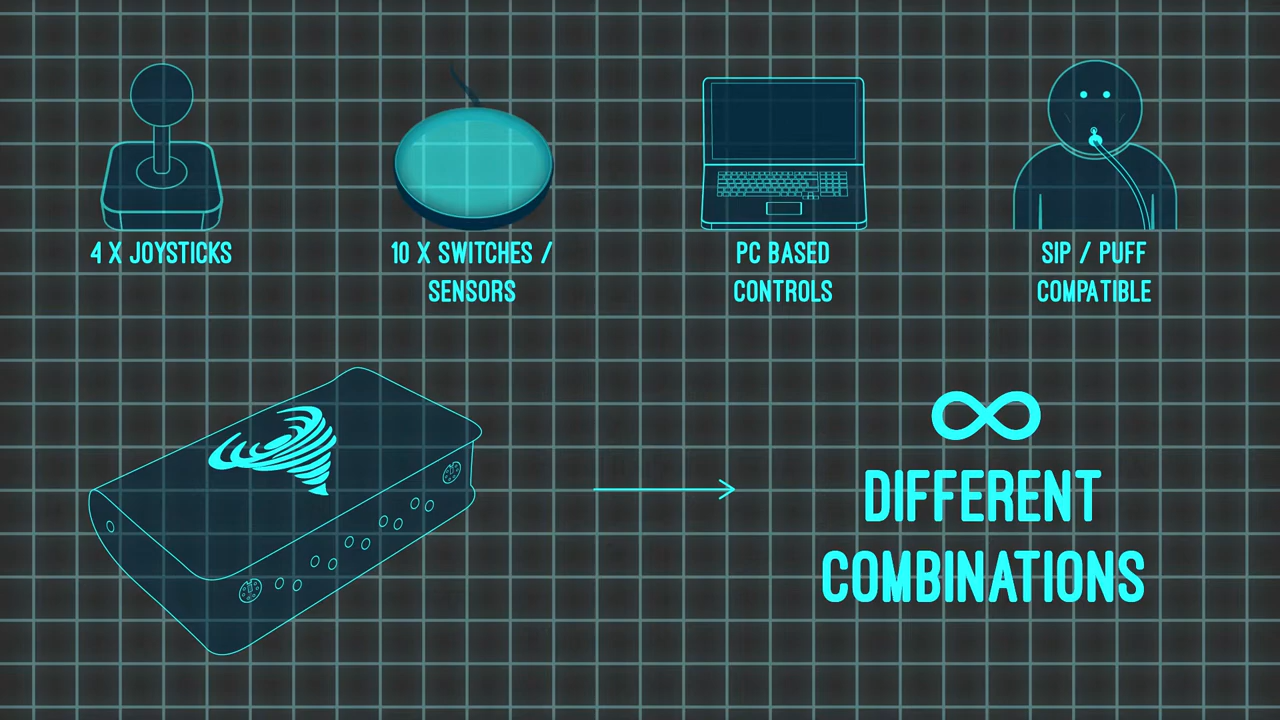 4 X JOYSTICKS
10 X SWITCHES /
SENSORS
PC BASED
CONTROLS
SIP / PUFF
COMPATIBLE
∞
DIFFERENT
COMBINATIONS